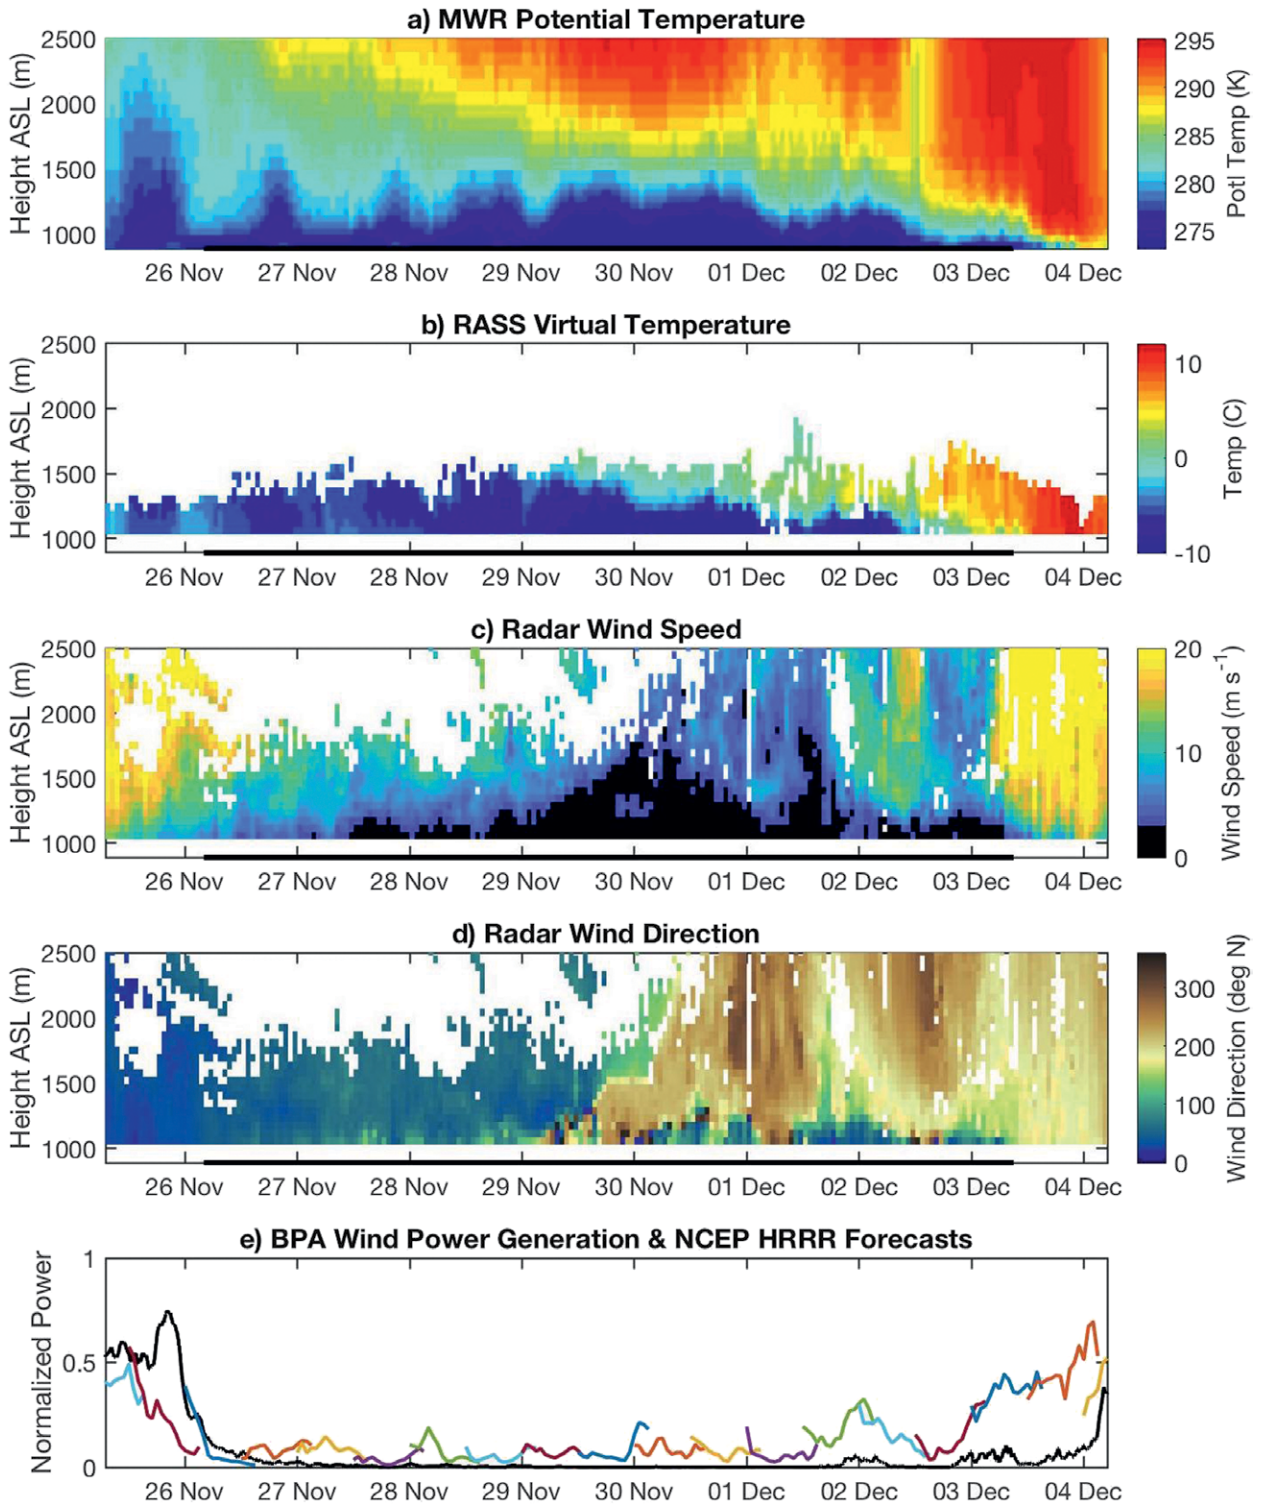 a) MWR Potential Temperature
Height ASL (m)
2500
2000
1500
1000
26 Nov 27 Nov 28 Nov 29 Nov 30 Nov 01 Dec 02 Dec 03 Dec 04 Dec
295
290
285
280
275
Potl Temp (K)
b) RASS Virtual Temperature
Height ASL (m)
2500
2000
1500
1000
26 Nov 27 Nov 28 Nov 29 Nov 30 Nov 01 Dec 02 Dec 03 Dec 04 Dec
10
0
-10
Temp (C)
c) Radar Wind Speed
Height ASL (m)
2500
2000
1500
1000
26 Nov 27 Nov 28 Nov 29 Nov 30 Nov 01 Dec 02 Dec 03 Dec 04 Dec
20
10
0
Wind Speed (m s⁻¹)
d) Radar Wind Direction
Height ASL (m)
2500
2000
1500
1000
26 Nov 27 Nov 28 Nov 29 Nov 30 Nov 01 Dec 02 Dec 03 Dec 04 Dec
300
200
100
0
Wind Direction (deg N)
e) BPA Wind Power Generation & NCEP HRRR Forecasts
Normalized Power
1
0.5
0
26 Nov 27 Nov 28 Nov 29 Nov 30 Nov 01 Dec 02 Dec 03 Dec 04 Dec